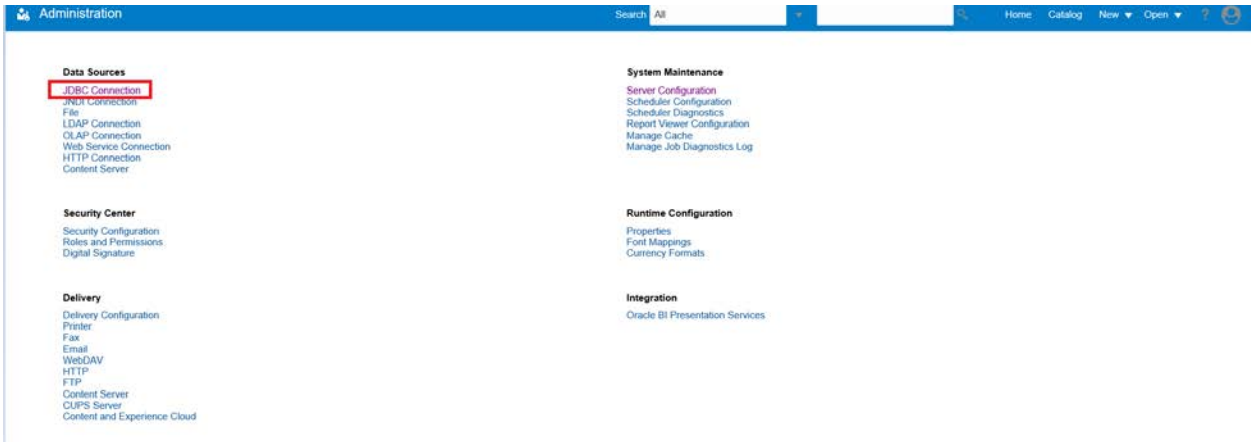 Administration
Search All
Home Catalog New Open ?
Data Sources
JDBC Connection
JNDI Connection
File
LDAP Connection
OLAP Connection
Web Service Connection
HTTP Connection
Content Server
System Maintenance
Server Configuration
Scheduler Configuration
Scheduler Diagnostics
Report Viewer Configuration
Manage Cache
Manage Job Diagnostics Log
Security Center
Security Configuration
Roles and Permissions
Digital Signature
Runtime Configuration
Properties
Font Mappings
Currency Formats
Delivery
Delivery Configuration
Printer
Fax
Email
WebDAV
HTTP
FTP
Content Server
CUPS Server
Content and Experience Cloud
Integration
Oracle BI Presentation Services